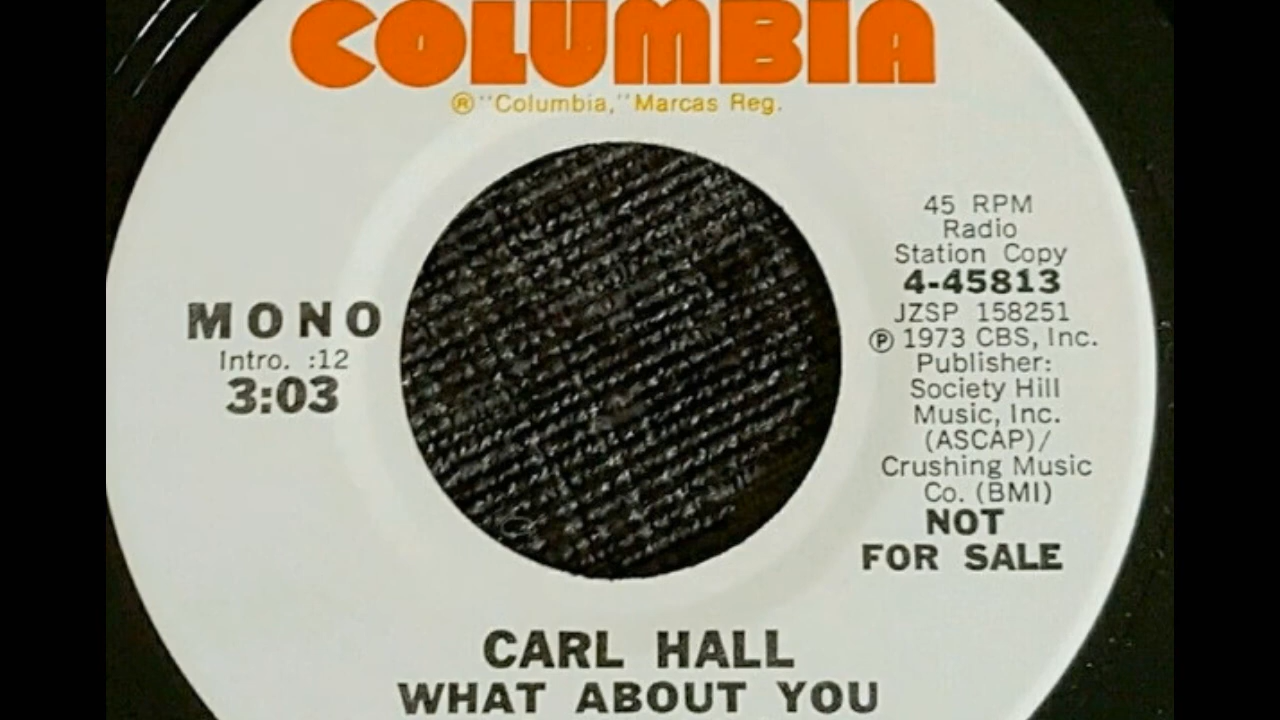 COLUMBIA
® "Columbia," Marcas Reg.
MONO
Intro. :12
3:03
45 RPM
Radio
Station Copy
4-45813
JZSP 158251
Ⓟ 1973 CBS, Inc.
Publisher:
Society Hill
Music, Inc.
(ASCAP)/
Crushing Music
Co. (BMI)
NOT
FOR SALE
CARL HALL
WHAT ABOUT YOU